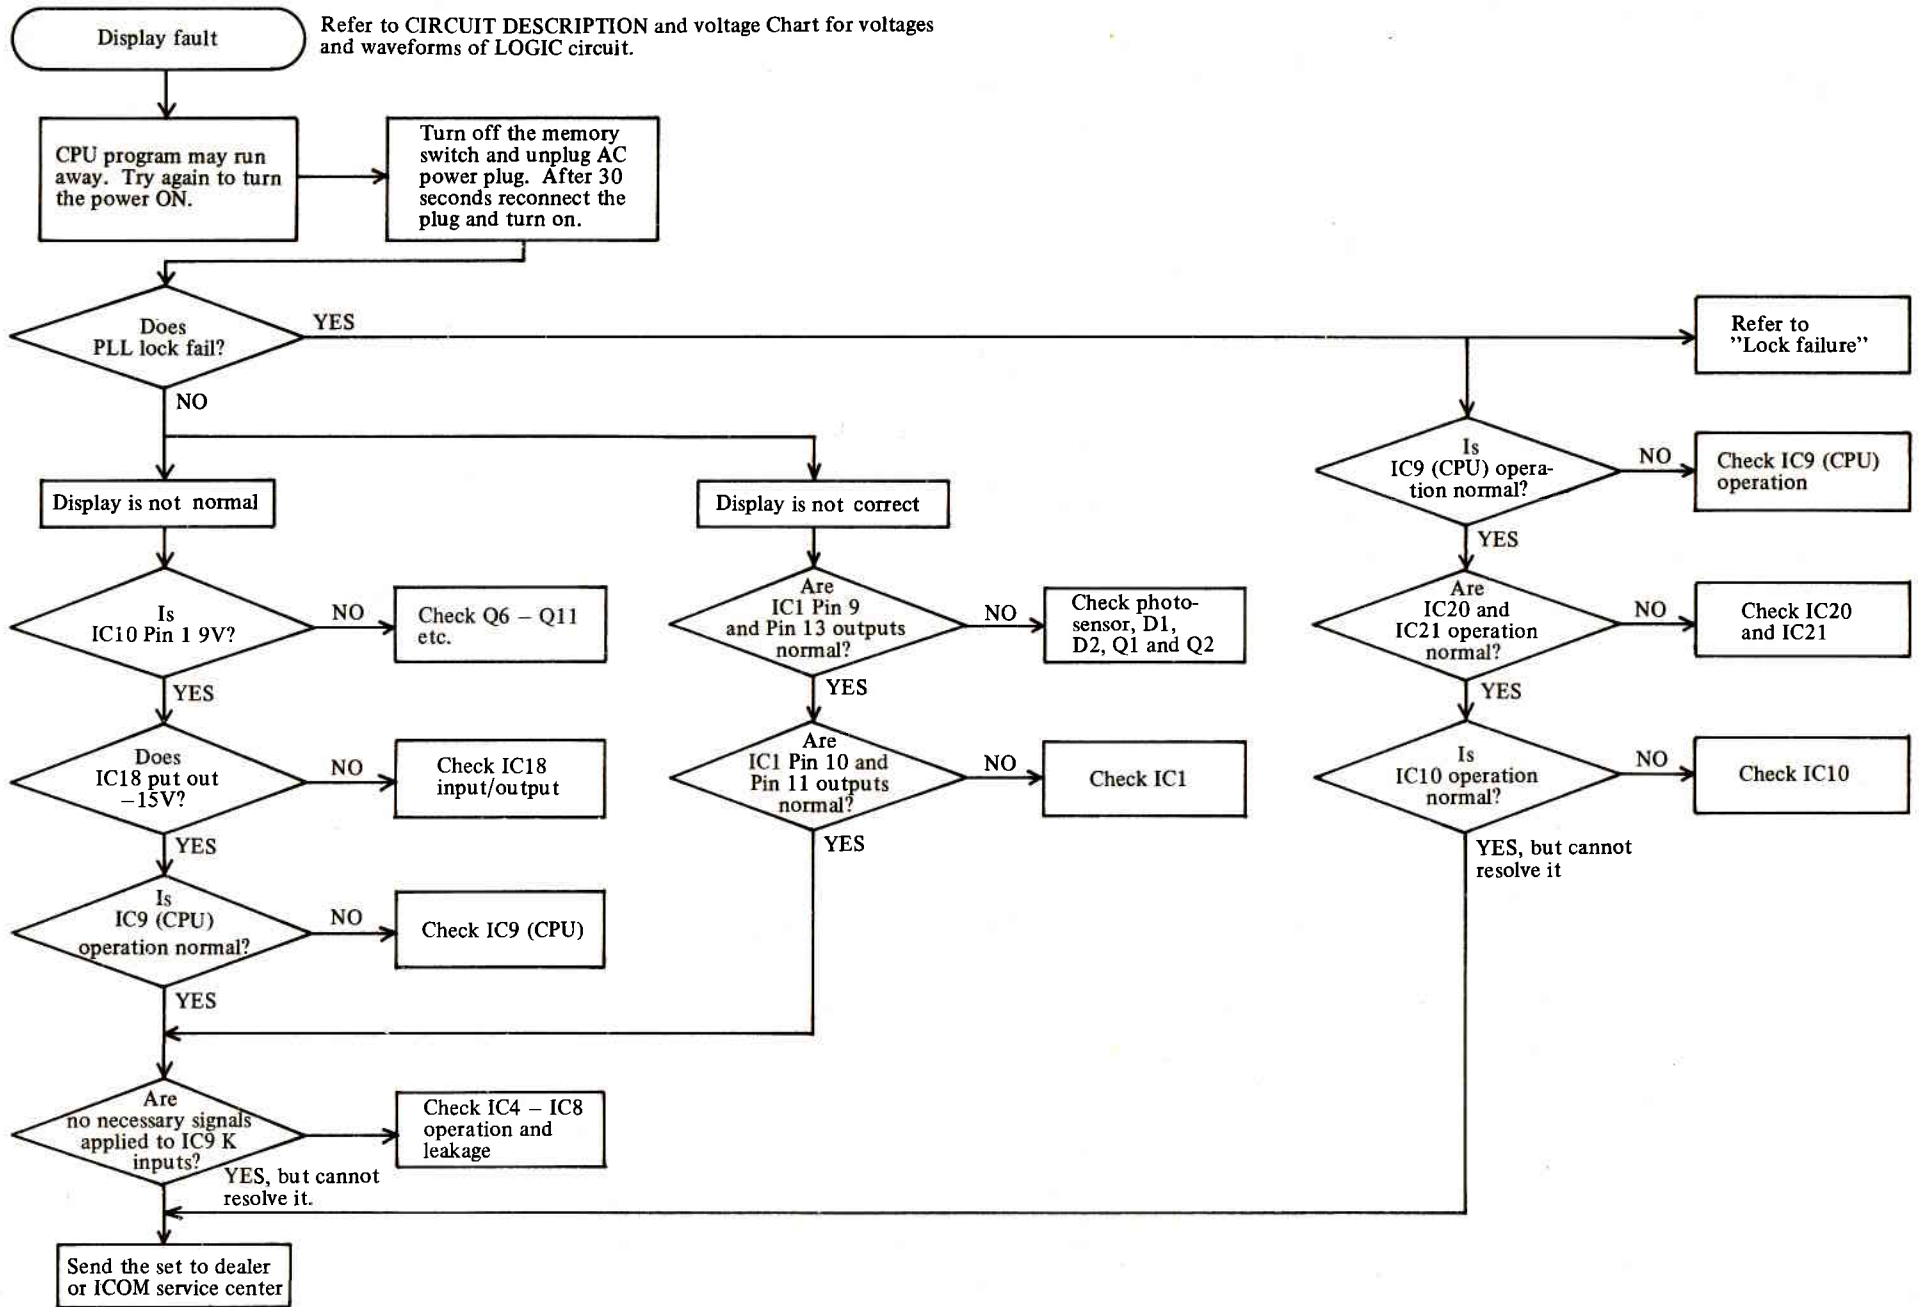 Display fault
Refer to CIRCUIT DESCRIPTION and voltage Chart for voltages
and waveforms of LOGIC circuit.
CPU program may run
away. Try again to turn
the power ON.
Turn off the memory
switch and unplug AC
power plug. After 30
seconds reconnect the
plug and turn on.
Does
PLL lock fail?
YES
Refer to
”Lock failure”
NO
Display is not normal
Is
IC10 Pin 1 9V?
NO
Check Q6 – Q11
etc.
YES
Does
IC18 put out
–15V?
NO
Check IC18
input/output
YES
Is
IC9 (CPU)
operation normal?
NO
Check IC9 (CPU)
YES
Display is not correct
Are
IC1 Pin 9
and Pin 13 outputs
normal?
NO
Check photo-
sensor, D1,
D2, Q1 and Q2
YES
Are
IC1 Pin 10 and
Pin 11 outputs
normal?
NO
Check IC1
YES
Is
IC9 (CPU) opera-
tion normal?
NO
Check IC9 (CPU)
operation
YES
Are
IC20 and
IC21 operation
normal?
NO
Check IC20
and IC21
YES
Is
IC10 operation
normal?
NO
Check IC10
YES, but cannot
resolve it
Are
no necessary signals
applied to IC9 K
inputs?
Check IC4 – IC8
operation and
leakage
YES, but cannot
resolve it.
Send the set to dealer
or ICOM service center